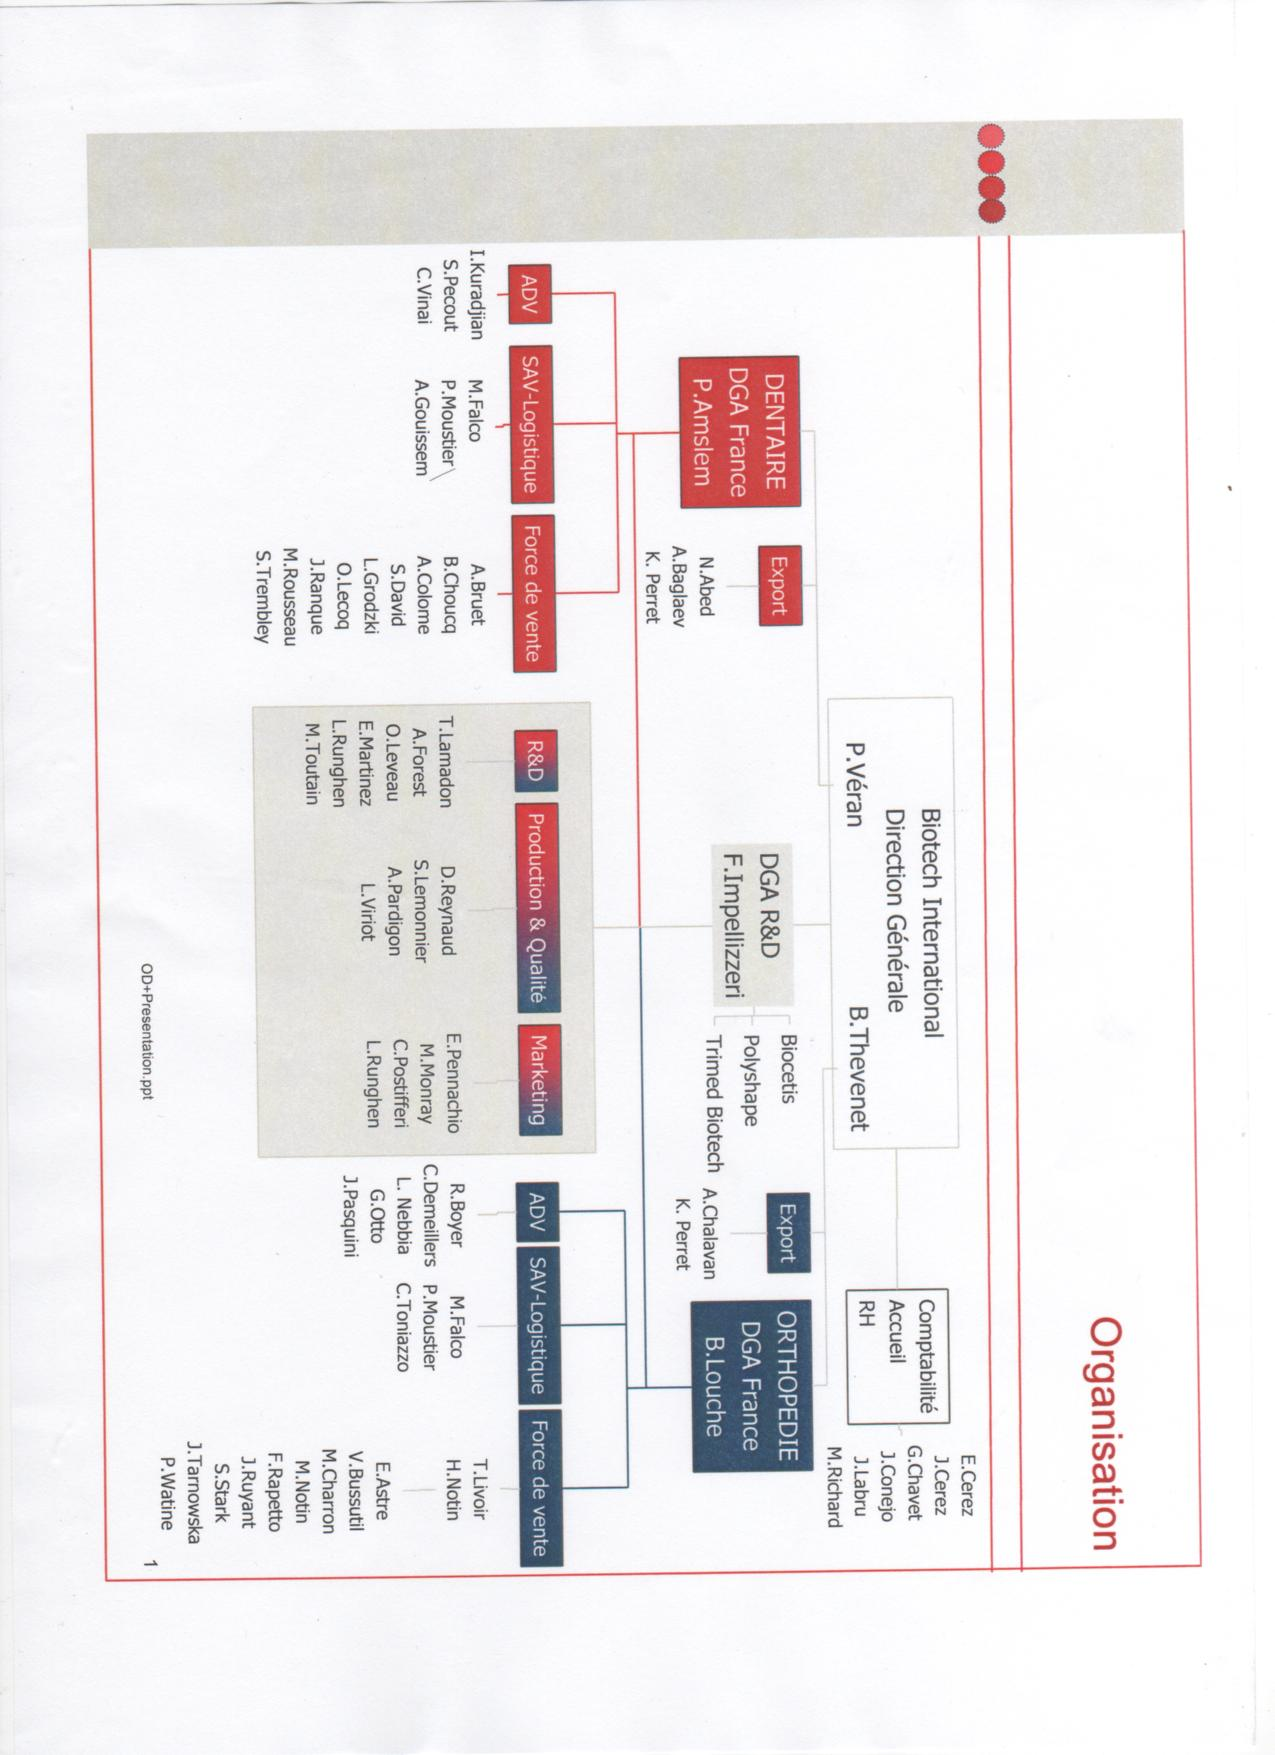 Organisation
Biotech International
Direction Générale
P.Véran
B.Thevenet
Comptabilité
Accueil
RH
E.Cerez
J.Cerez
G.Chavet
J.Conejo
J.Labru
M.Richard
DENTAIRE
DGA France
P.Amslem
Export
N.Abed
A.Baglaev
K. Perret
DGA R&D
F.Impellizzeri
Biocetis
Polyshape
Trimed Biotech
Export
A.Chalavan
K. Perret
ORTHOPEDIE
DGA France
B.Louche
ADV
I.Kuradjian
S.Pecout
C.Vinai
SAV-Logistique
M.Falco
P.Moustier\
A.Gouissem
Force de vente
A.Bruet
B.Choucq
A.Colome
S.David
L.Grodzki
O.Lecoq
J.Ranque
M.Rousseau
S.Trembley
R&D
T.Lamadon
A.Forest
O.Leveau
E.Martinez
L.Runghen
M.Toutain
Production & Qualité
D.Reynaud
S.Lemonnier
A.Pardigon
L.Viriot
Marketing
E.Pennachio
M.Monray
C.Postifferi
L.Runghen
ADV
R.Boyer
C.Demeillers
L. Nebbia
G.Otto
J.Pasquini
SAV-Logistique
M.Falco
P.Moustier
C.Toniazzo
Force de vente
T.Livoir
H.Notin
E.Astre
V.Bussutil
M.Charron
M.Notin
F.Rapetto
J.Ruyant
S.Stark
J.Tarnowska
P.Watine
OD+Presentation.ppt
1